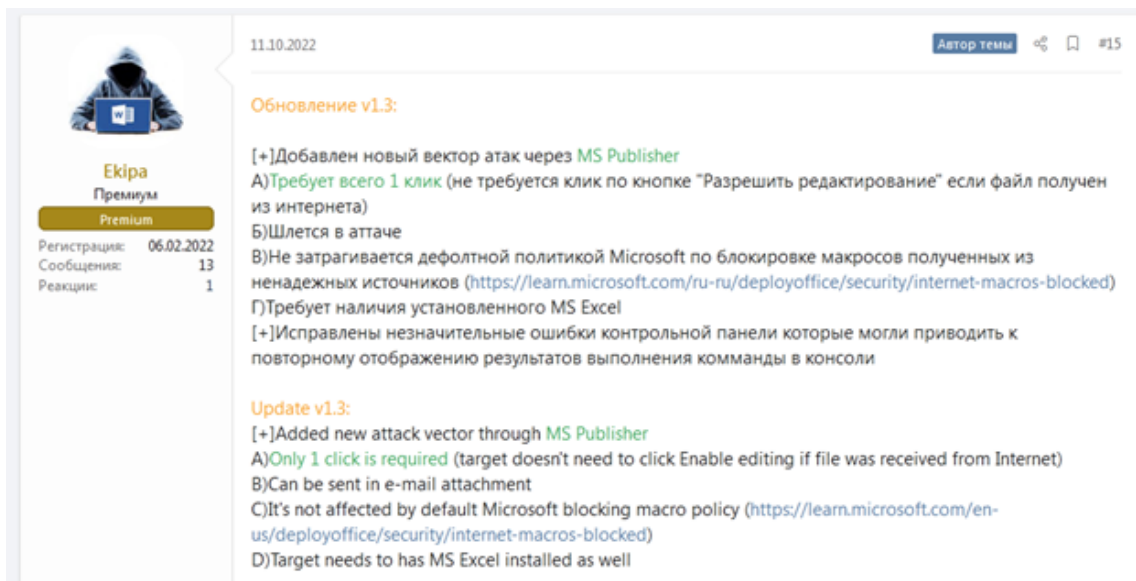 11.10.2022
Автор темы
#15
W
Ekipa
Премиум
Premium
Регистрация: 06.02.2022
Сообщения: 13
Реакции: 1
Обновление v1.3:
[+]Добавлен новый вектор атак через MS Publisher
А)Требует всего 1 клик (не требуется клик по кнопке "Разрешить редактирование" если файл получен
из интернета)
Б)Шлется в аттаче
В)Не затрагивается дефолтной политикой Microsoft по блокировке макросов полученных из
ненадежных источников (https://learn.microsoft.com/ru-ru/deployoffice/security/internet-macros-blocked)
Г)Требует наличия установленного MS Excel
[+]Исправлены незначительные ошибки контрольной панели которые могли приводить к
повторному отображению результатов выполнения комманды в консоли
Update v1.3:
[+]Added new attack vector through MS Publisher
A)Only 1 click is required (target doesn't need to click Enable editing if file was received from Internet)
B)Can be sent in e-mail attachment
C)It's not affected by default Microsoft blocking macro policy (https://learn.microsoft.com/en-
us/deployoffice/security/internet-macros-blocked)
D)Target needs to has MS Excel installed as well